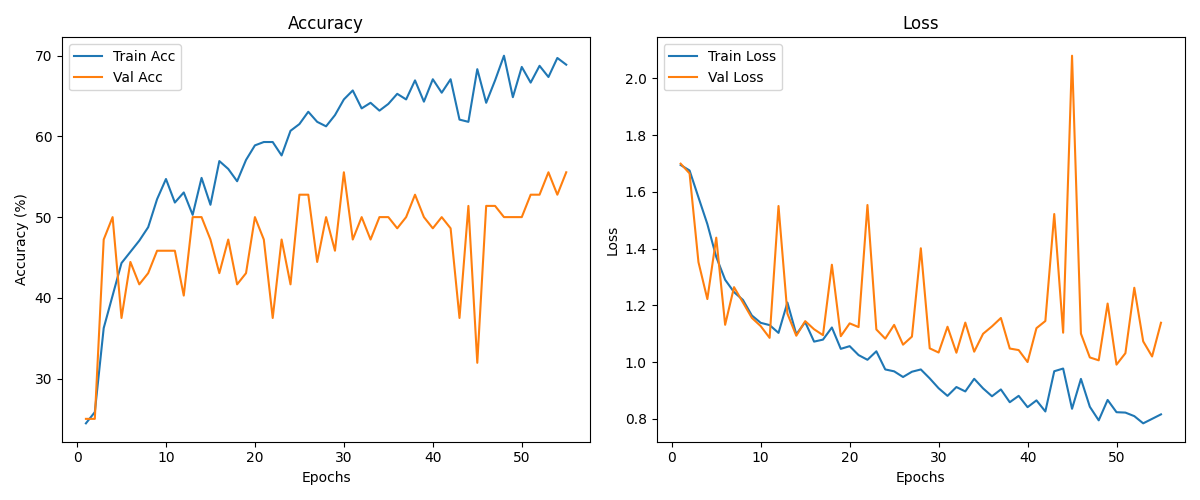 Accuracy
Train Acc
Val Acc
Accuracy (%)
70
60
50
40
30
0 10 20 30 40 50
Epochs
Loss
Train Loss
Val Loss
Loss
2.0
1.8
1.6
1.4
1.2
1.0
0.8
0 10 20 30 40 50
Epochs